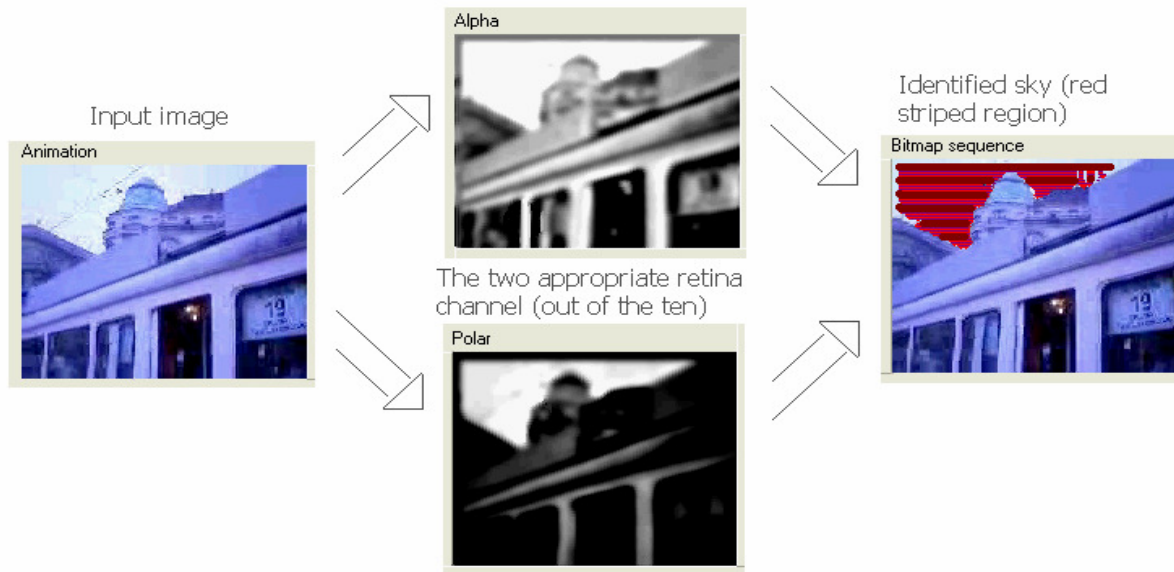 Alpha
Input image
Identified sky (red
striped region)
Animation
Bitmap sequence
19
19
The two appropriate retina
channel (out of the ten)
Polar